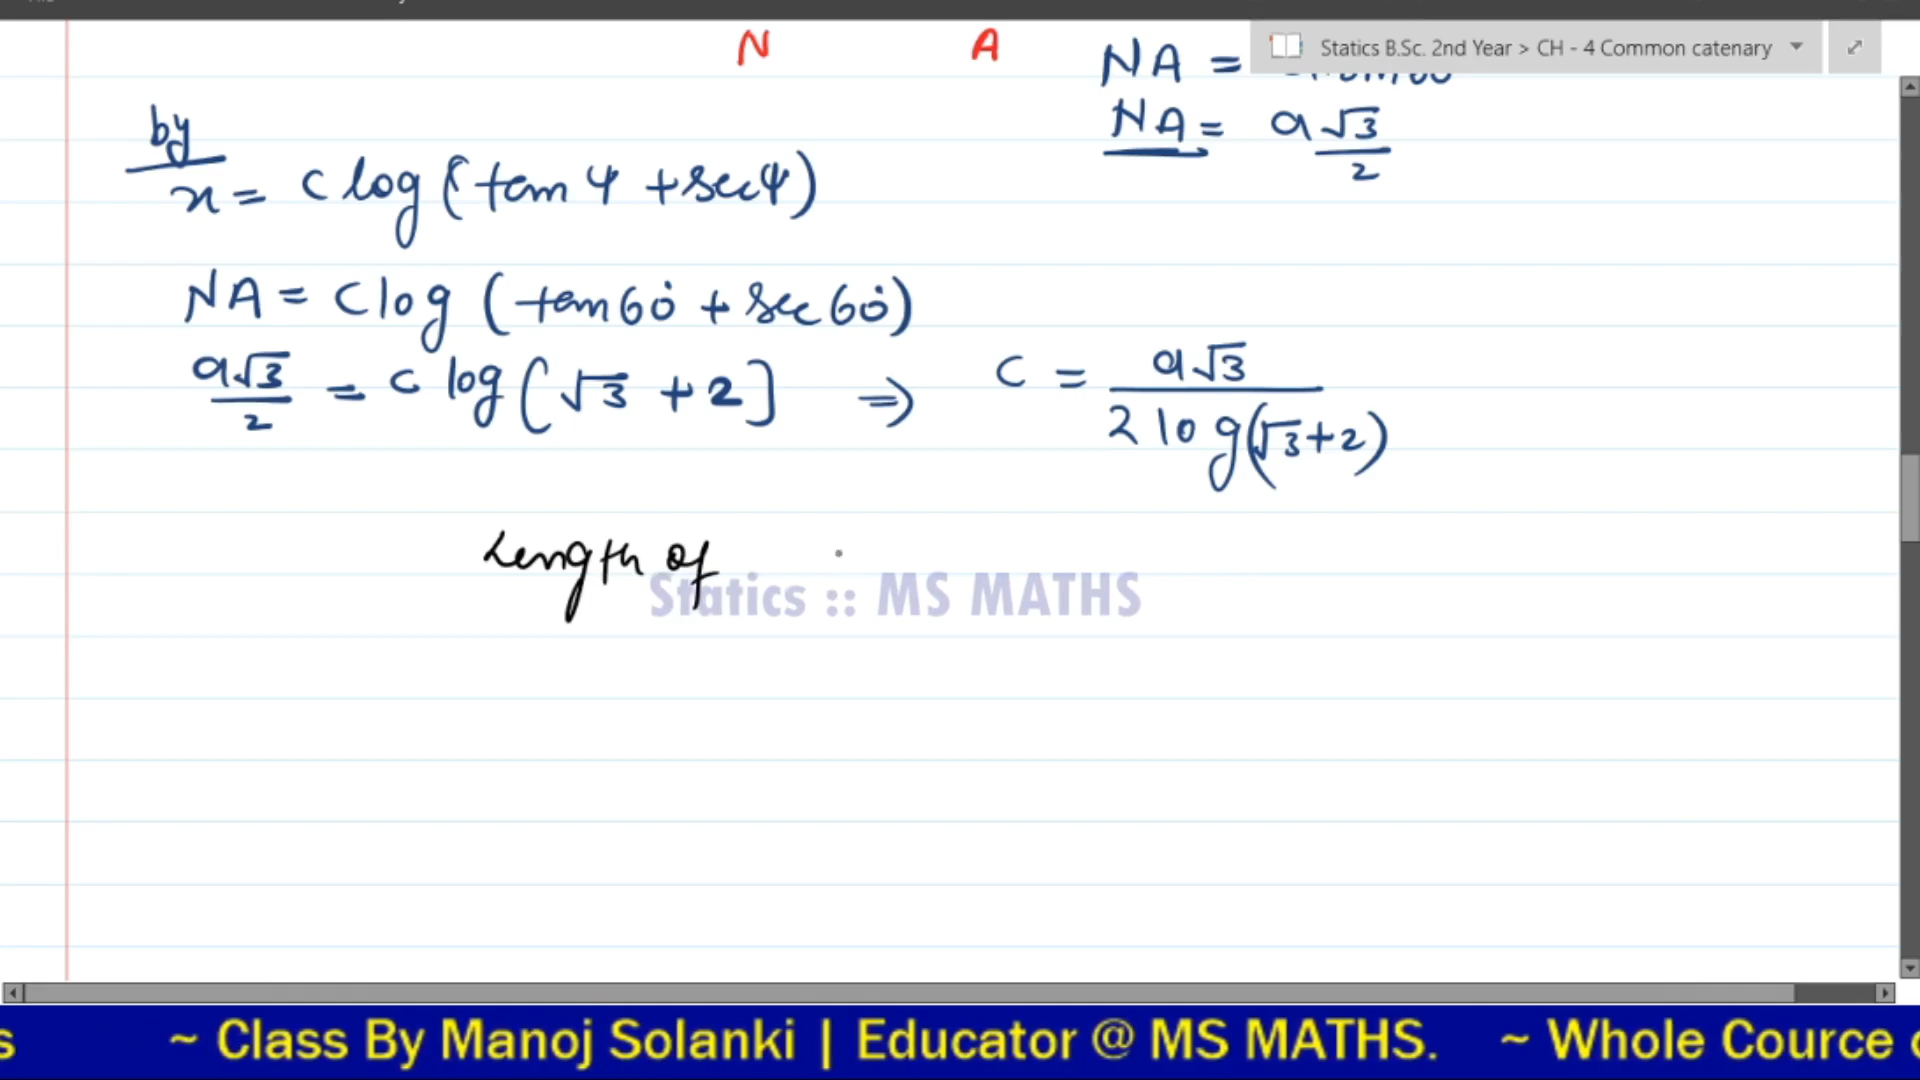 N A NA =
Statics B.Sc. 2nd Year > CH - 4 Common catenary
NA = a√3/2
by
x = c log (tan ψ + sec ψ)
NA = c log (tan 60° + sec 60°)
a√3/2 = c log [√3 + 2] ⇒ c = a√3/2 log(√3+2)
Length of
Statics :: MS MATHS
s ~ Class By Manoj Solanki | Educator @ MS MATHS. ~ Whole Cource